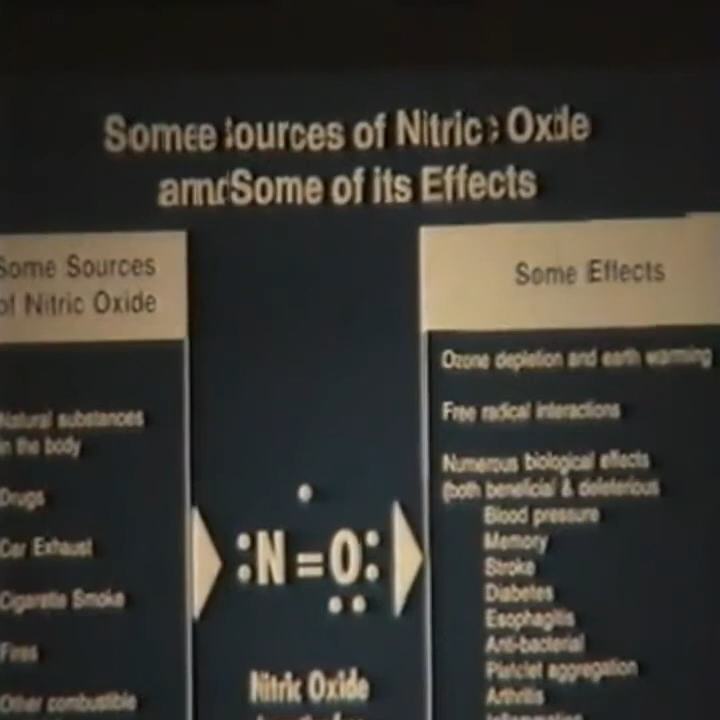 Some Sources of Nitric Oxide
and Some of its Effects
Some Sources
of Nitric Oxide
Natural substances
in the body
Drugs
Car Exhaust
Cigarette Smoke
Fires
Other combustible
:N=O:
Nitric Oxide
Some Effects
Ozone depletion and earth warming
Free radical interactions
Numerous biological effects
(both beneficial & deleterious
Blood pressure
Memory
Stroke
Diabetes
Esophagitis
Anti-bacterial
Platelet aggregation
Arthritis